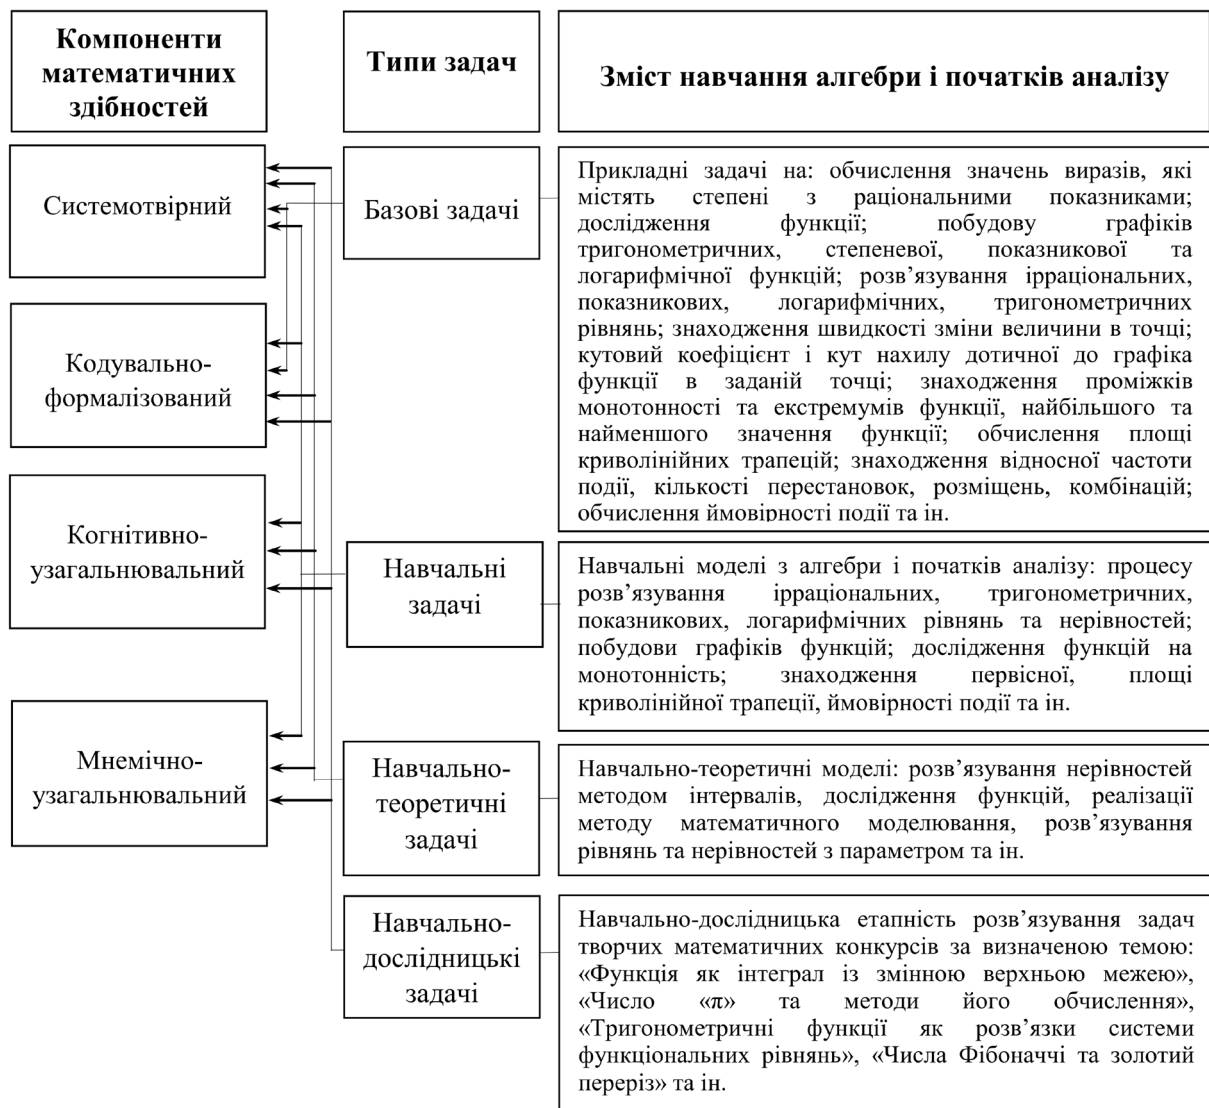 Компоненти
математичних
здібностей
Типи задач
Зміст навчання алгебри і початків аналізу
Системотвірний
Базові задачі
Прикладні задачі на: обчислення значень виразів, які
містять степені з раціональними показниками;
дослідження функції; побудову графіків
тригонометричних, степеневої, показникової та
логарифмічної функцій; розв’язування ірраціональних,
показникових, логарифмічних, тригонометричних
рівнянь; знаходження швидкості зміни величини в точці;
кутовий коефіцієнт і кут нахилу дотичної до графіка
функції в заданій точці; знаходження проміжків
монотонності та екстремумів функції, найбільшого та
найменшого значення функції; обчислення площі
криволінійних трапецій; знаходження відносної частоти
події, кількості перестановок, розміщень, комбінацій;
обчислення ймовірності події та ін.
Кодувально-
формалізований
Когнітивно-
узагальнювальний
Навчальні
задачі
Навчальні моделі з алгебри і початків аналізу: процесу
розв’язування ірраціональних, тригонометричних,
показникових, логарифмічних рівнянь та нерівностей;
побудови графіків функцій; дослідження функцій на
монотонність; знаходження первісної, площі
криволінійної трапеції, ймовірності події та ін.
Мнемічно-
узагальнювальний
Навчально-
теоретичні
задачі
Навчально-теоретичні моделі: розв’язування нерівностей
методом інтервалів, дослідження функцій, реалізації
методу математичного моделювання, розв’язування
рівнянь та нерівностей з параметром та ін.
Навчально-
дослідницькі
задачі
Навчально-дослідницька етапність розв’язування задач
творчих математичних конкурсів за визначеною темою:
«Функція як інтеграл із змінною верхньою межею»,
«Число «π» та методи його обчислення»,
«Тригонометричні функції як розв’язки системи
функціональних рівнянь», «Числа Фібоначчі та золотий
переріз» та ін.